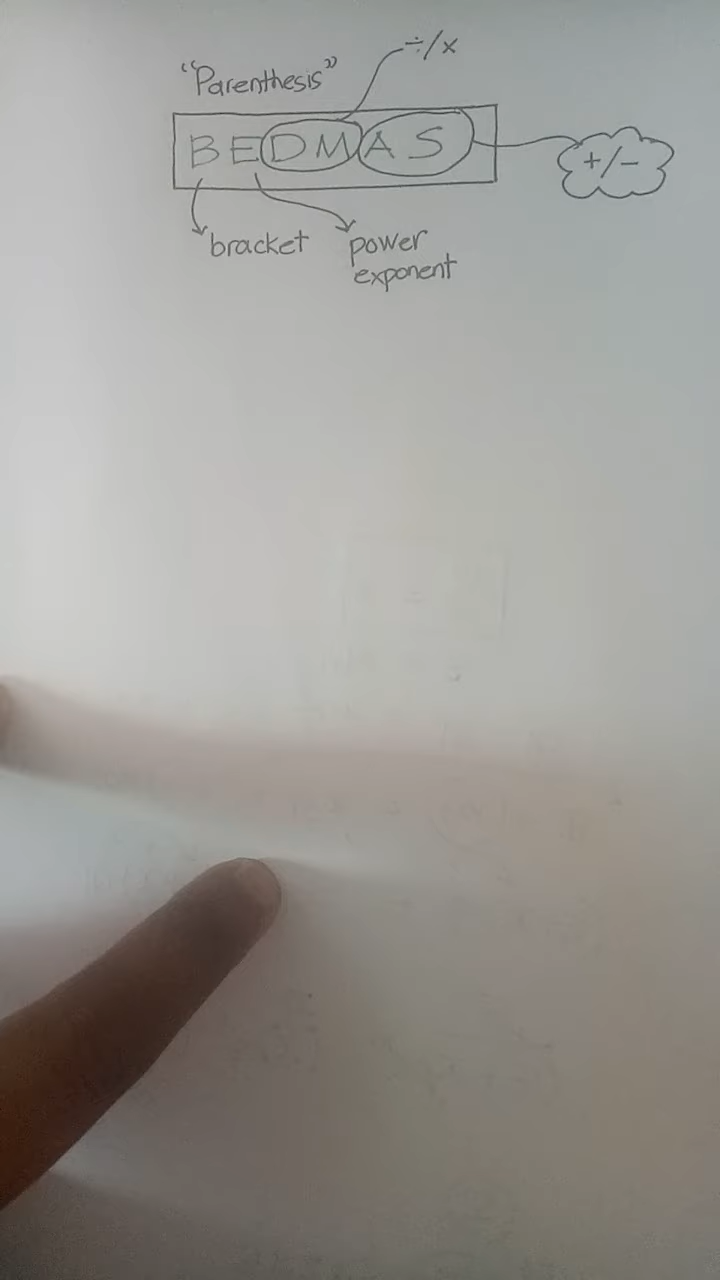 ÷/x
"Parenthesis"
BEDMAS
+/-
bracket
power
exponent